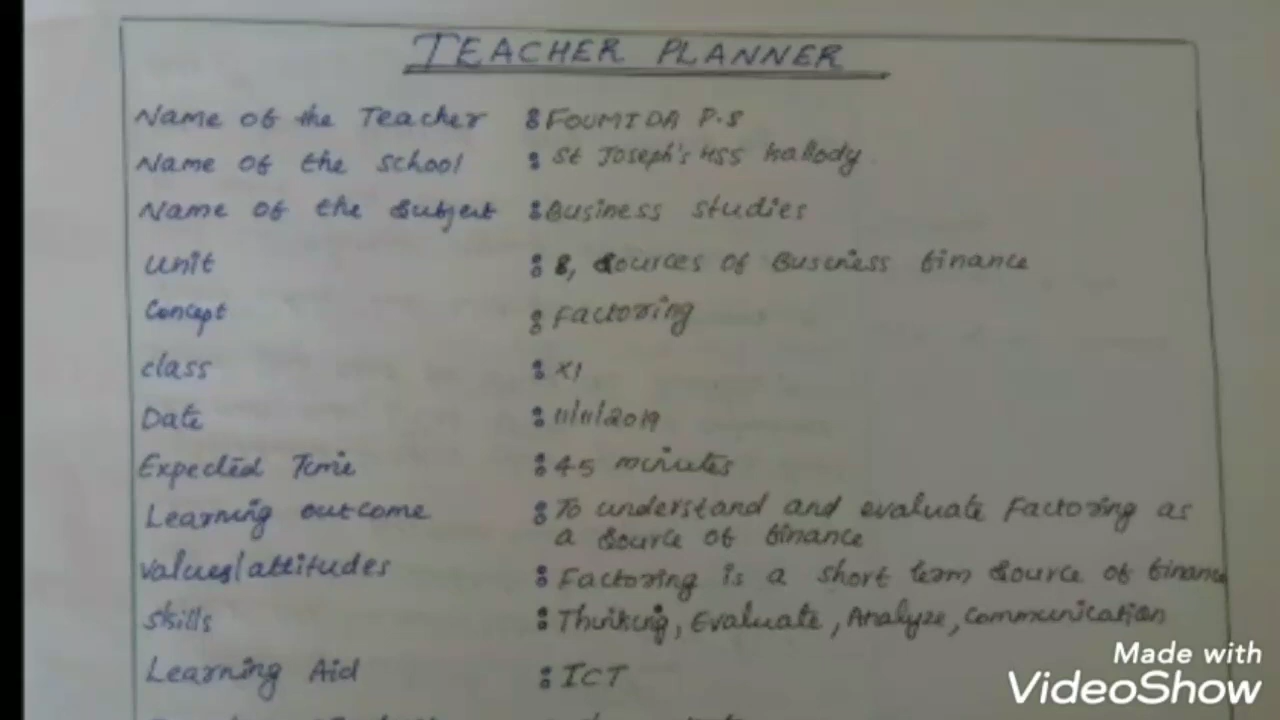 TEACHER PLANNER
Name of the Teacher : FOUMIDA P.S
Name of the school : St Joseph's HSS Kallody
Name of the Subject : Business studies
unit : 8, Sources of Business finance
Concept : Factoring
class : XI
Date : 11/11/2019
Expected Time : 45 minutes
Learning outcome : To understand and evaluate Factoring as
a source of finance
values/attitudes : Factoring is a short term source of finance
skills : Thinking, Evaluate, Analyze, Communication
Learning Aid : ICT
Made with
VideoShow